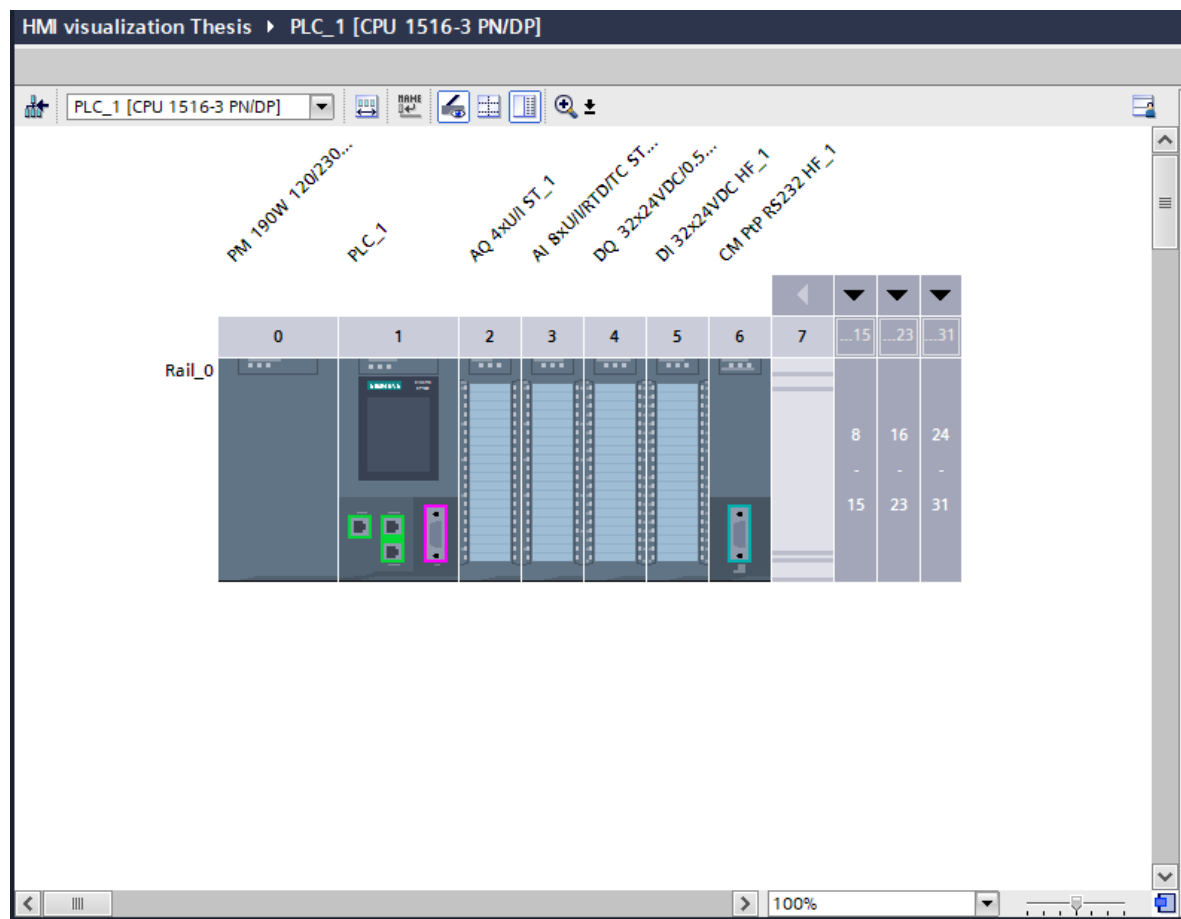 HMI visualization Thesis ▸ PLC_1 [CPU 1516-3 PN/DP]
PLC_1 [CPU 1516-3 PN/DP]
NAME
PM 190W 120/230...
PLC_1
AQ 4xU/I ST_1
AI 8xU/I/RTD/TC ST...
DQ 32x24VDC/0.5...
DI 32x24VDC HF_1
CM PtP RS232 HF_1
0 1 2 3 4 5 6 7 ...15 ...23 ...31
Rail_0
SIEMENS
8 16 24
- - -
15 23 31
100%